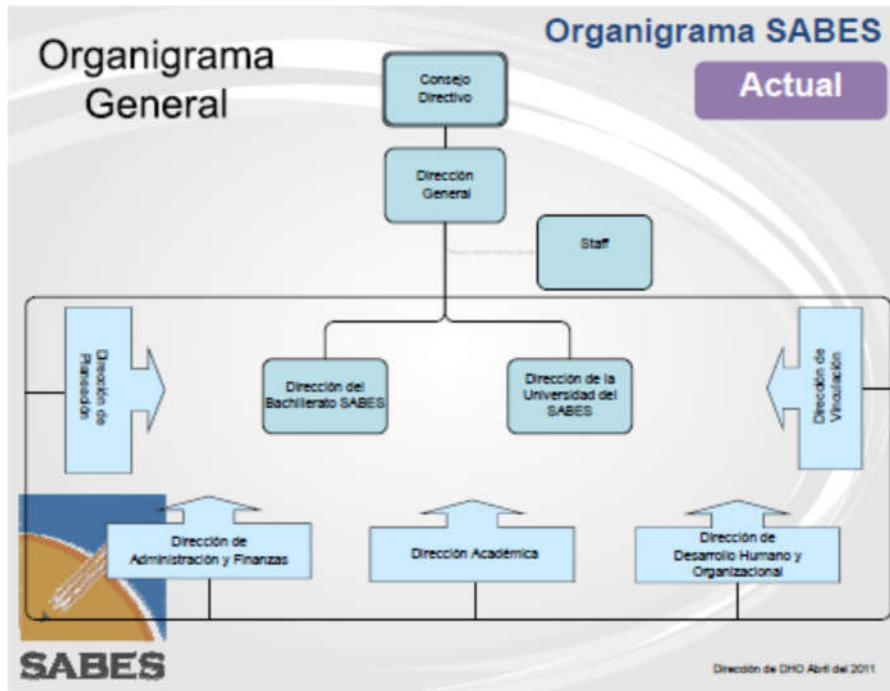 Organigrama
General
Organigrama SABES
Actual
Consejo
Directivo
Dirección
General
Staff
Dirección de
Planeación
Dirección del
Bachillerato SABES
Dirección de la
Universidad del
SABES
Dirección de
Vinculación
Dirección de
Administración y Finanzas
Dirección Académica
Dirección de
Desarrollo Humano y
Organizacional
SABES
Dirección de DHO Abril del 2011